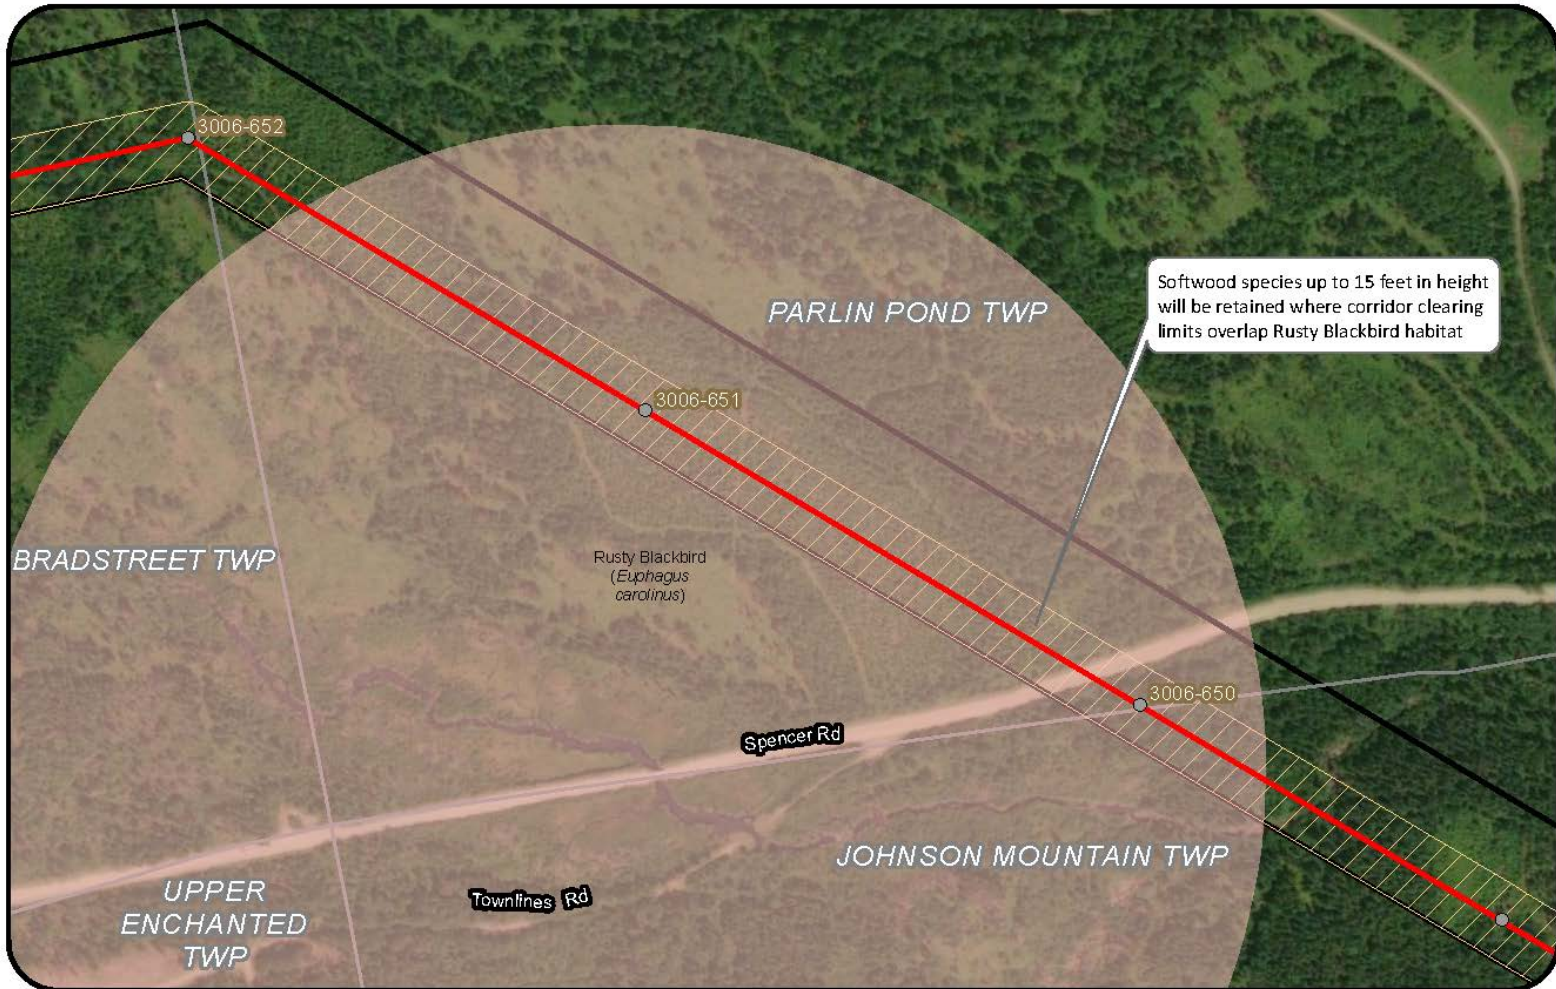 3006-652
PARLIN POND TWP
Softwood species up to 15 feet in height
will be retained where corridor clearing
limits overlap Rusty Blackbird habitat
3006-651
BRADSTREET TWP
Rusty Blackbird
(Euphagus
carolinus)
3006-650
Spencer Rd
JOHNSON MOUNTAIN TWP
UPPER
ENCHANTED
TWP
Townlines Rd